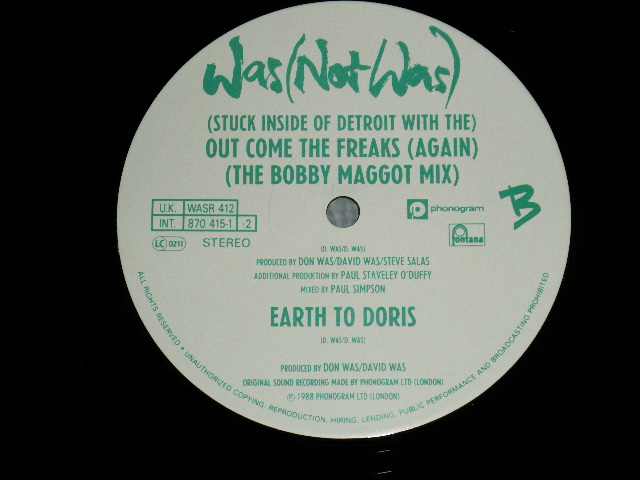 Was (Not Was)
(STUCK INSIDE OF DETROIT WITH THE)
OUT COME THE FREAKS (AGAIN)
(THE BOBBY MAGGOT MIX)
U.K. WASR 412
INT. 870 415-1 ·2
LC 0211 STEREO
phonogram
fontana
B
(D. WAS/D. WAS)
PRODUCED BY DON WAS/DAVID WAS/STEVE SALAS
ADDITIONAL PRODUCTION BY PAUL STAVELEY O'DUFFY
MIXED BY PAUL SIMPSON
EARTH TO DORIS
(D. WAS/D. WAS)
PRODUCED BY DON WAS/DAVID WAS
ORIGINAL SOUND RECORDING MADE BY PHONOGRAM LTD (LONDON)
℗ 1988 PHONOGRAM LTD (LONDON)
ALL RIGHTS RESERVED • UNAUTHORIZED COPYING, REPRODUCTION, HIRING, LENDING, PUBLIC PERFORMANCE AND BROADCASTING PROHIBITED